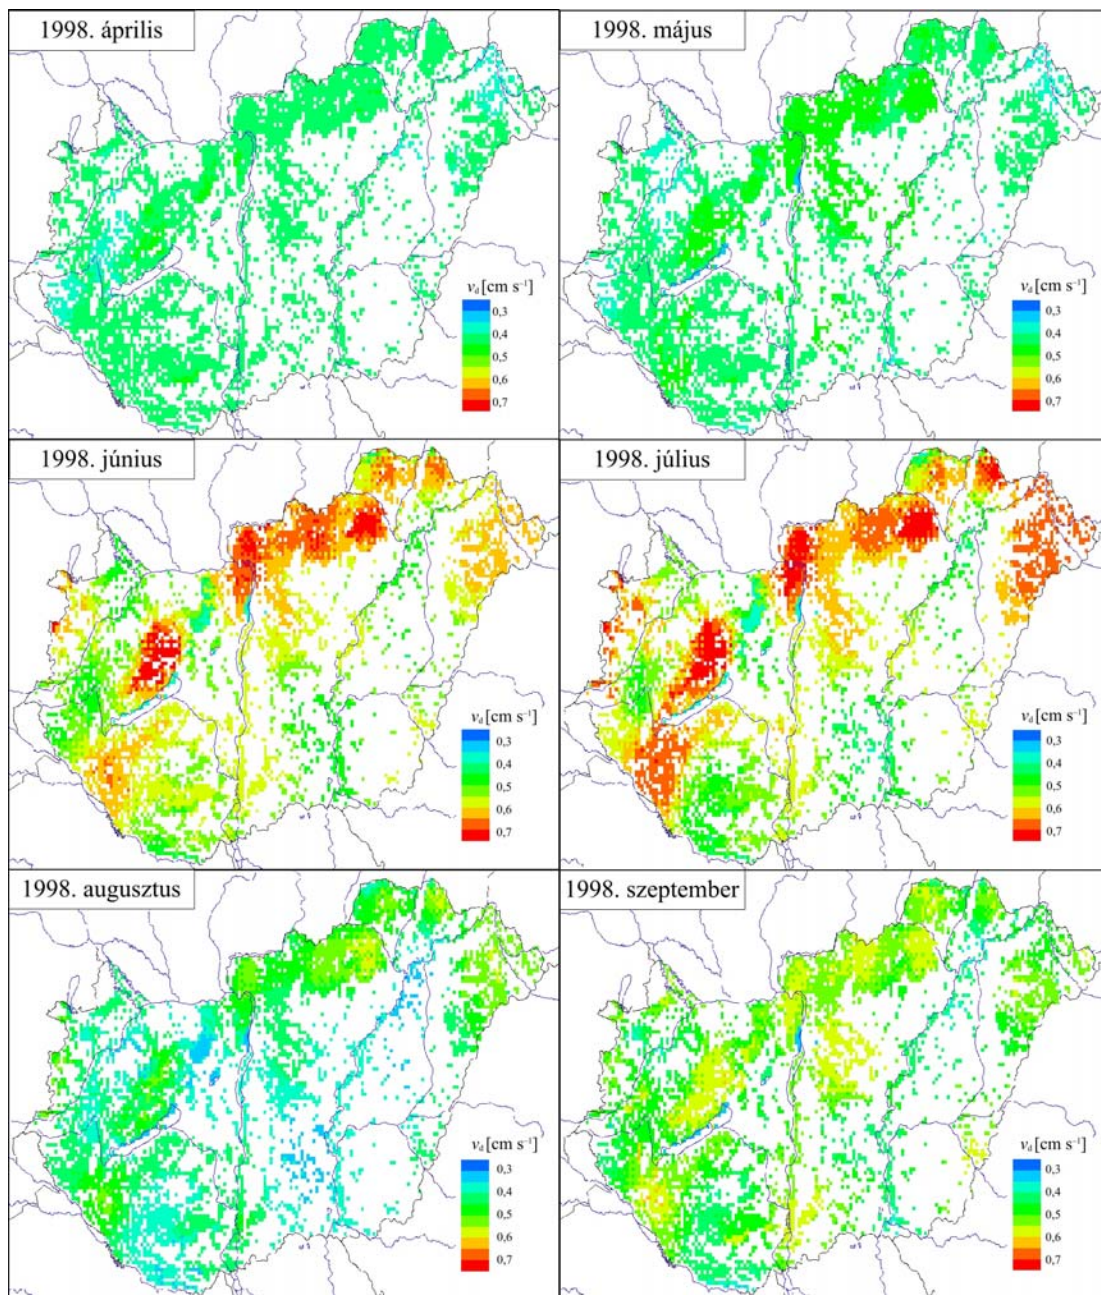 1998. április
v_d [cm s⁻¹]
0,3
0,4
0,5
0,6
0,7
1998. május
v_d [cm s⁻¹]
0,3
0,4
0,5
0,6
0,7
1998. június
v_d [cm s⁻¹]
0,3
0,4
0,5
0,6
0,7
1998. július
v_d [cm s⁻¹]
0,3
0,4
0,5
0,6
0,7
1998. augusztus
v_d [cm s⁻¹]
0,3
0,4
0,5
0,6
0,7
1998. szeptember
v_d [cm s⁻¹]
0,3
0,4
0,5
0,6
0,7